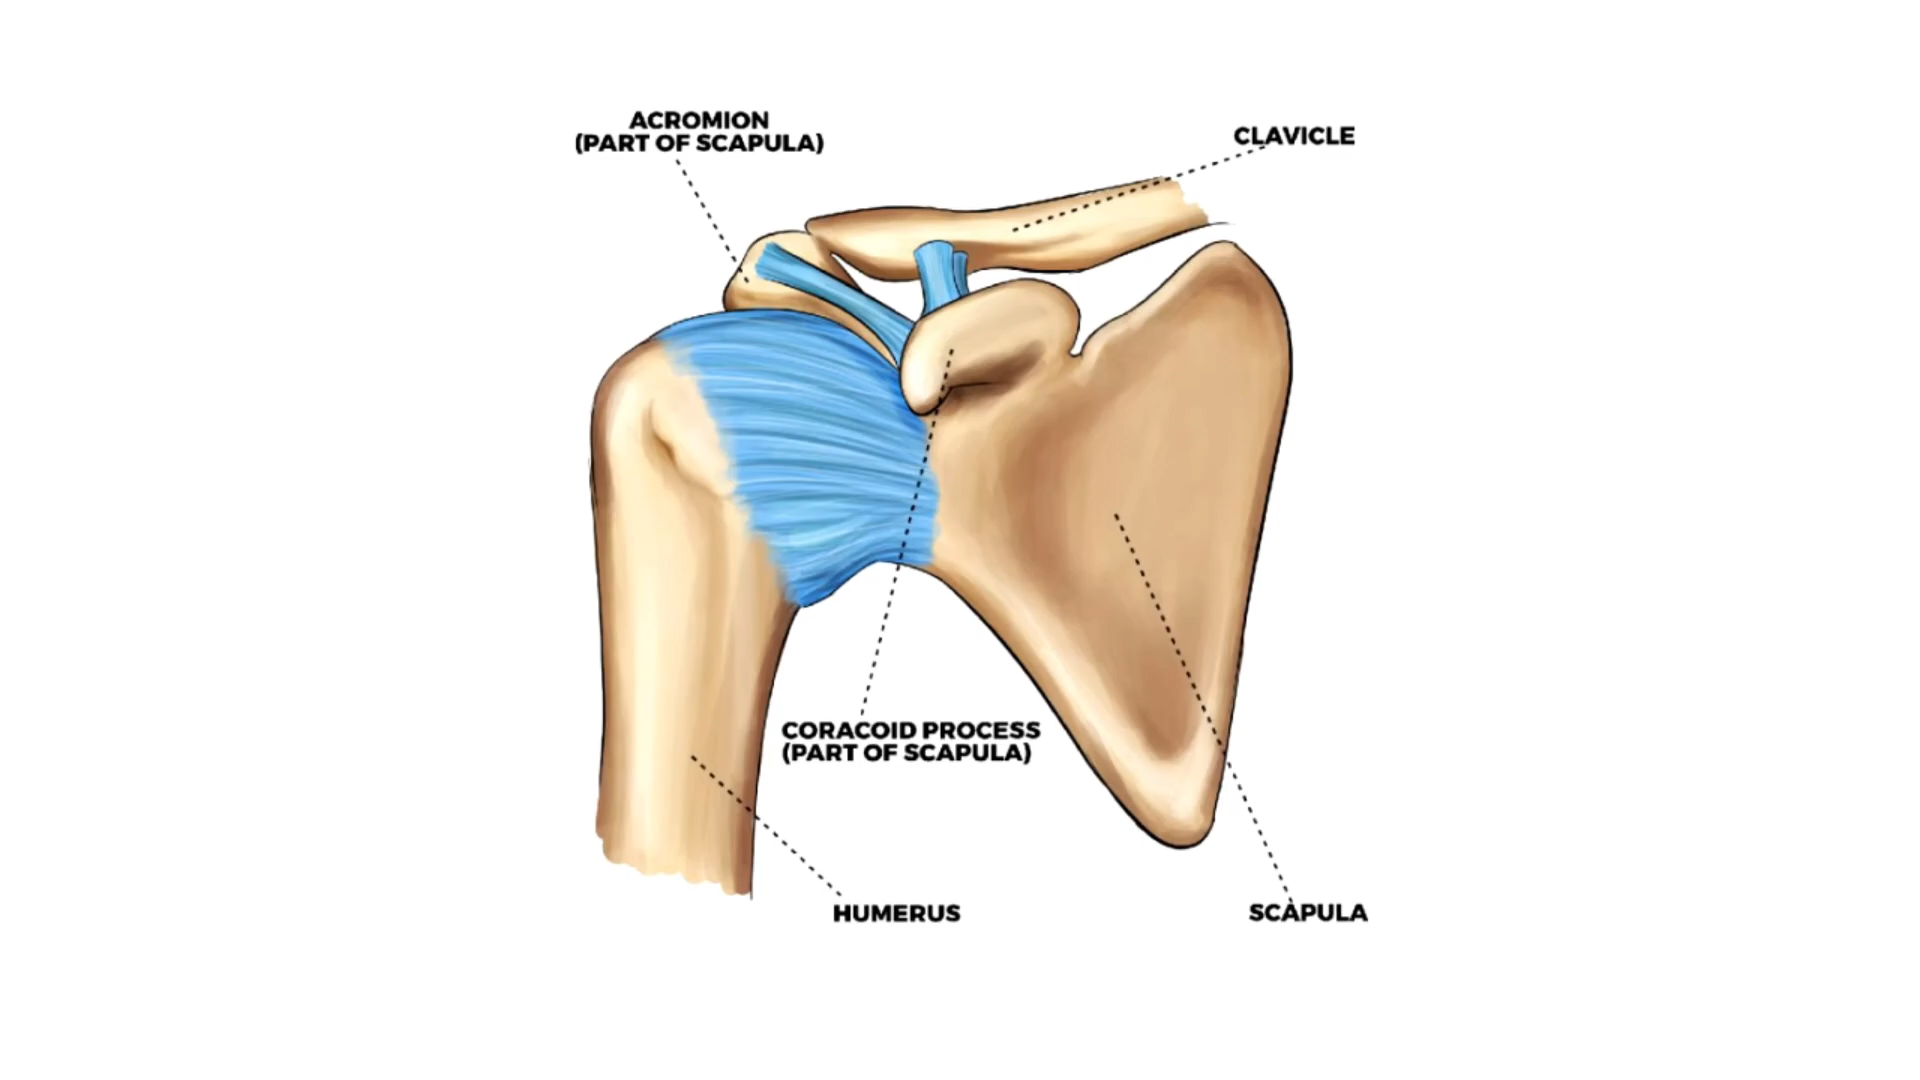 ACROMION
(PART OF SCAPULA)
CLAVICLE
CORACOID PROCESS
(PART OF SCAPULA)
HUMERUS
SCAPULA